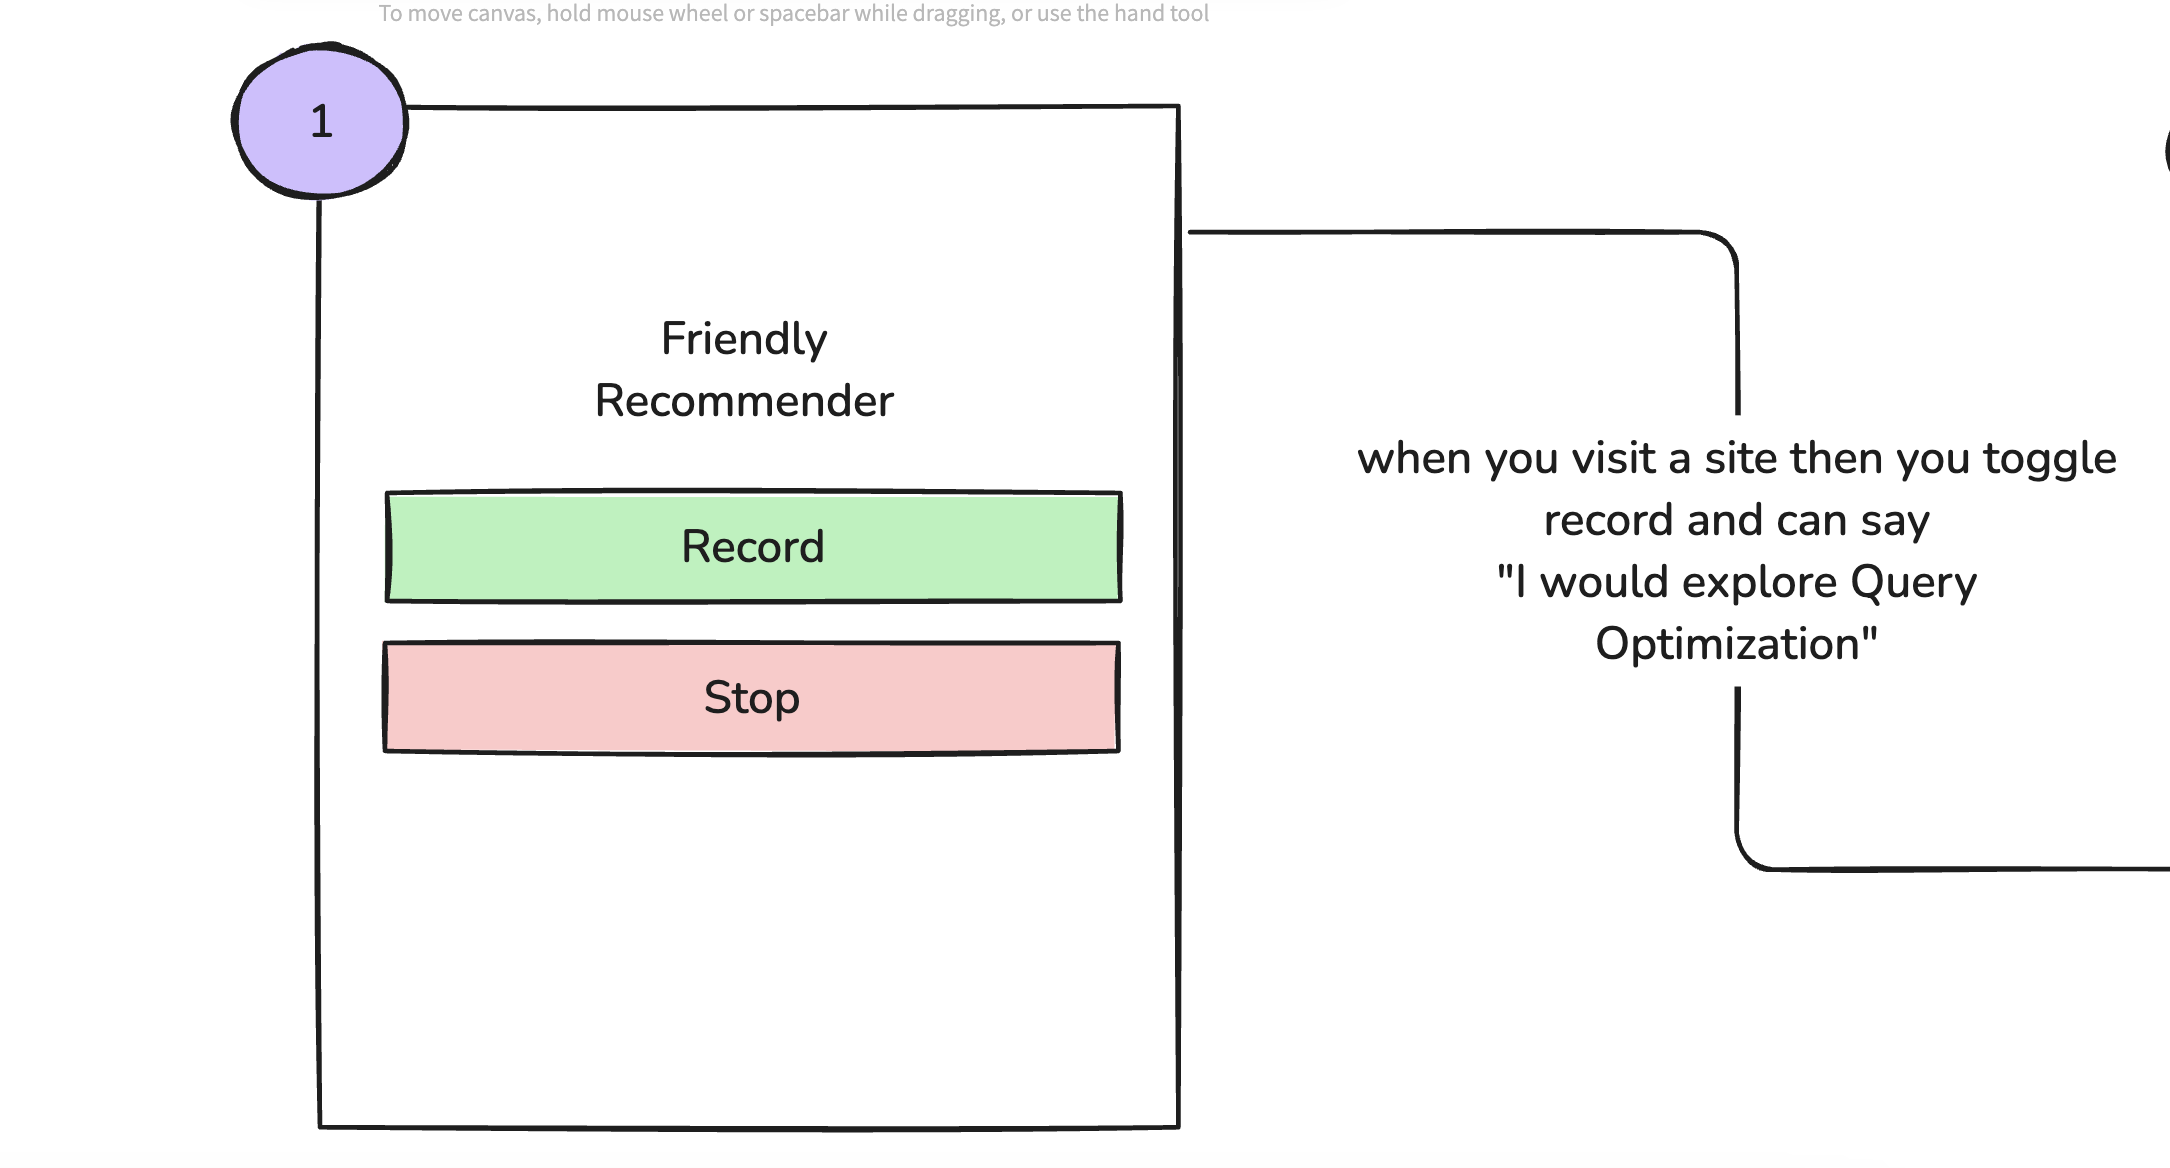 To move canvas, hold mouse wheel or spacebar while dragging, or use the hand tool
1
Friendly
Recommender
Record
Stop
when you visit a site then you toggle
record and can say
"I would explore Query
Optimization"